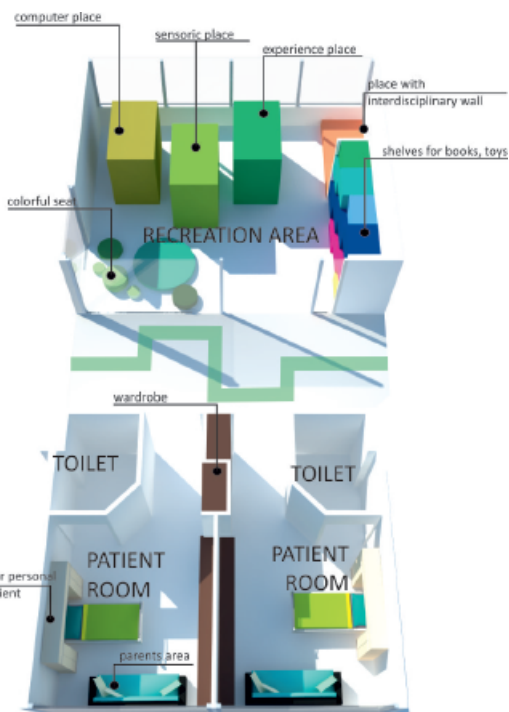 computer place
sensoric place
experience place
place with
interdisciplinary wall
shelves for books, toys
colorful seat
RECREATION AREA
wardrobe
TOILET
TOILET
PATIENT
ROOM
PATIENT
ROOM
personal
parents area